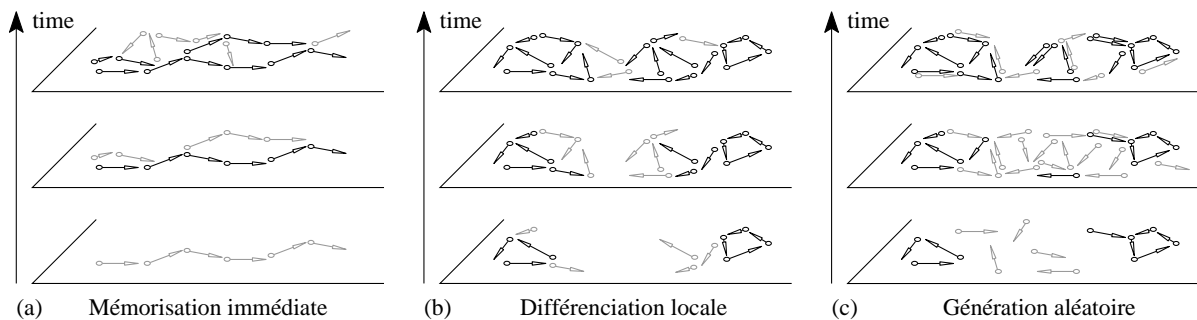 time
time
time
(a) Mémorisation immédiate
(b) Différenciation locale
(c) Génération aléatoire